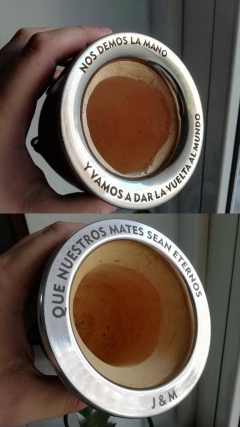 NOS DEMOS LA MANO
Y VAMOS A DAR LA VUELTA AL MUNDO
QUE NUESTROS MATES SEAN ETERNOS
J & M